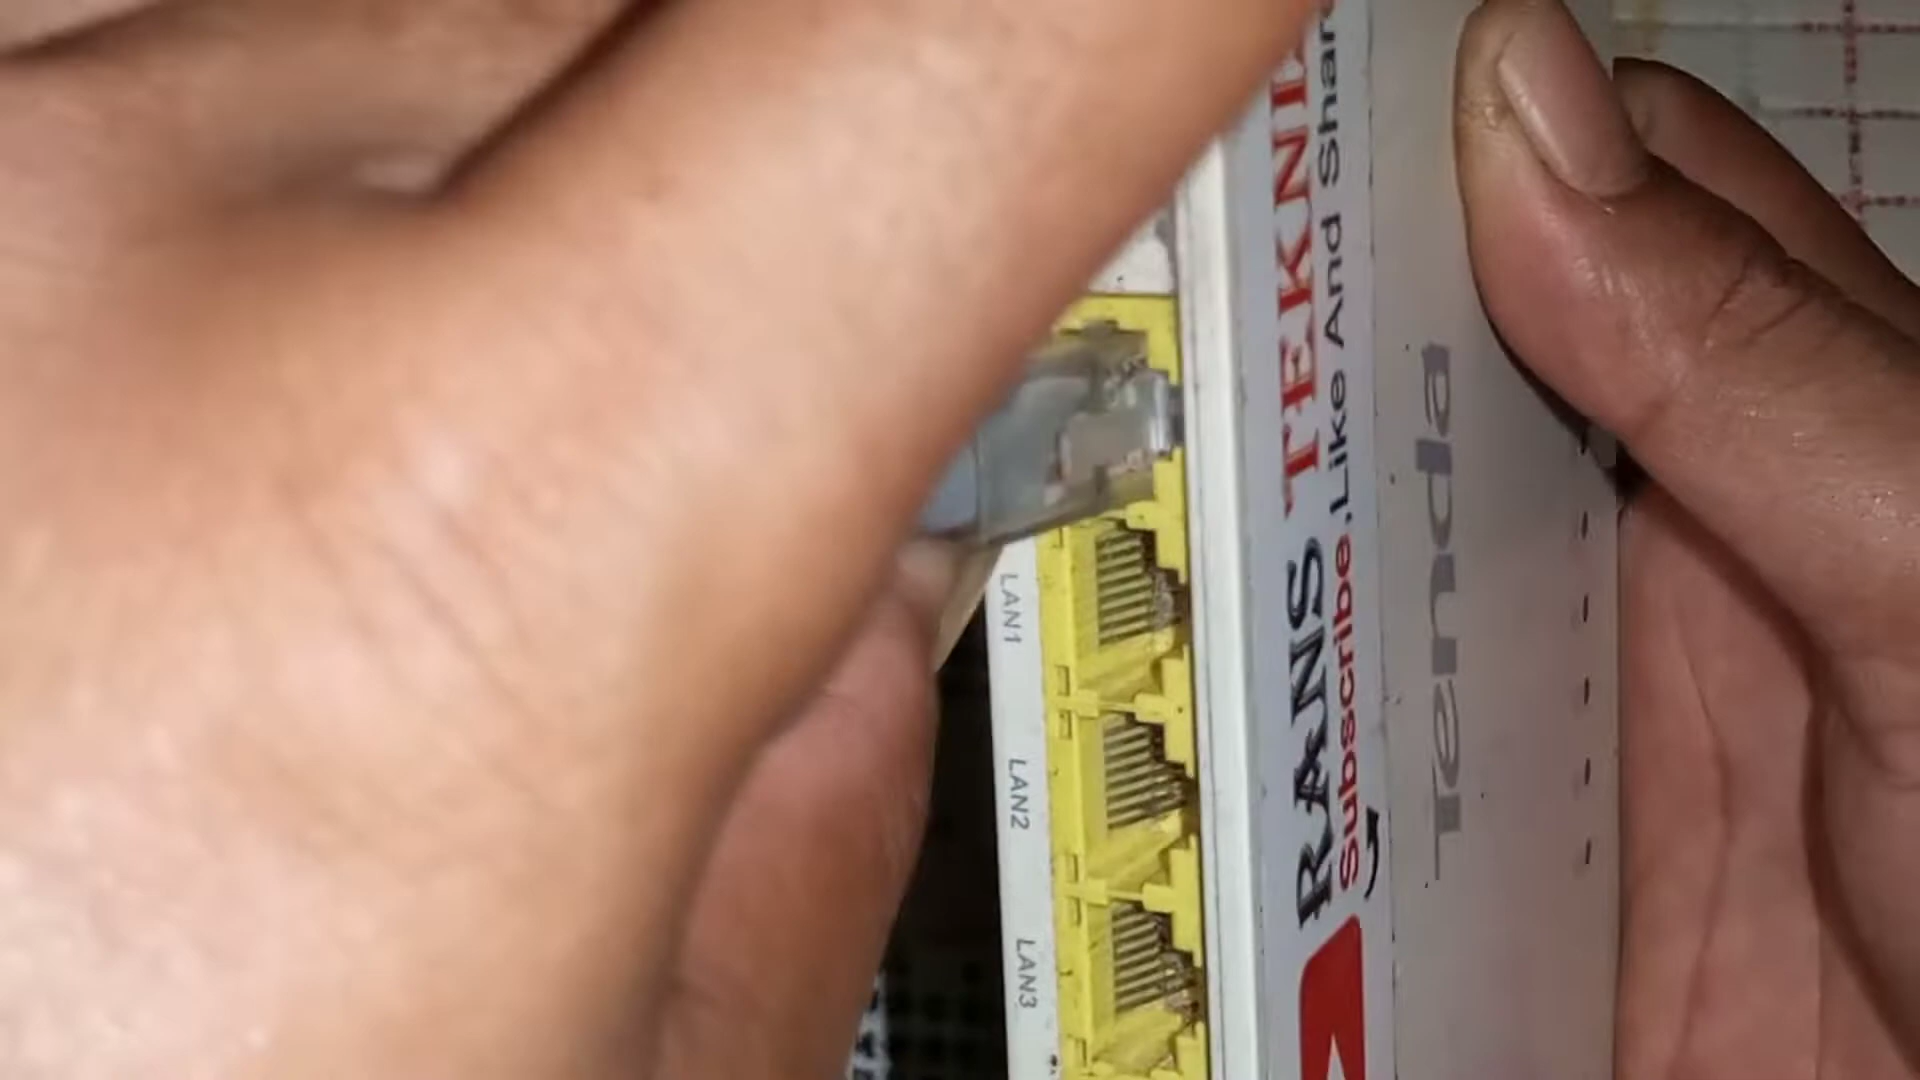 LAN1
LAN2
LAN3
RANS TEKNI
Subscribe,Like And Shar
Tenda